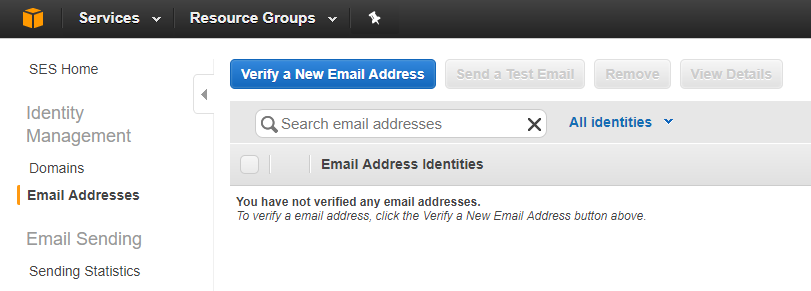 Services Resource Groups
SES Home
Identity
Management
Domains
Email Addresses
Email Sending
Sending Statistics
Verify a New Email Address Send a Test Email Remove View Details
Search email addresses All identities
Email Address Identities
You have not verified any email addresses.
To verify a email address, click the Verify a New Email Address button above.